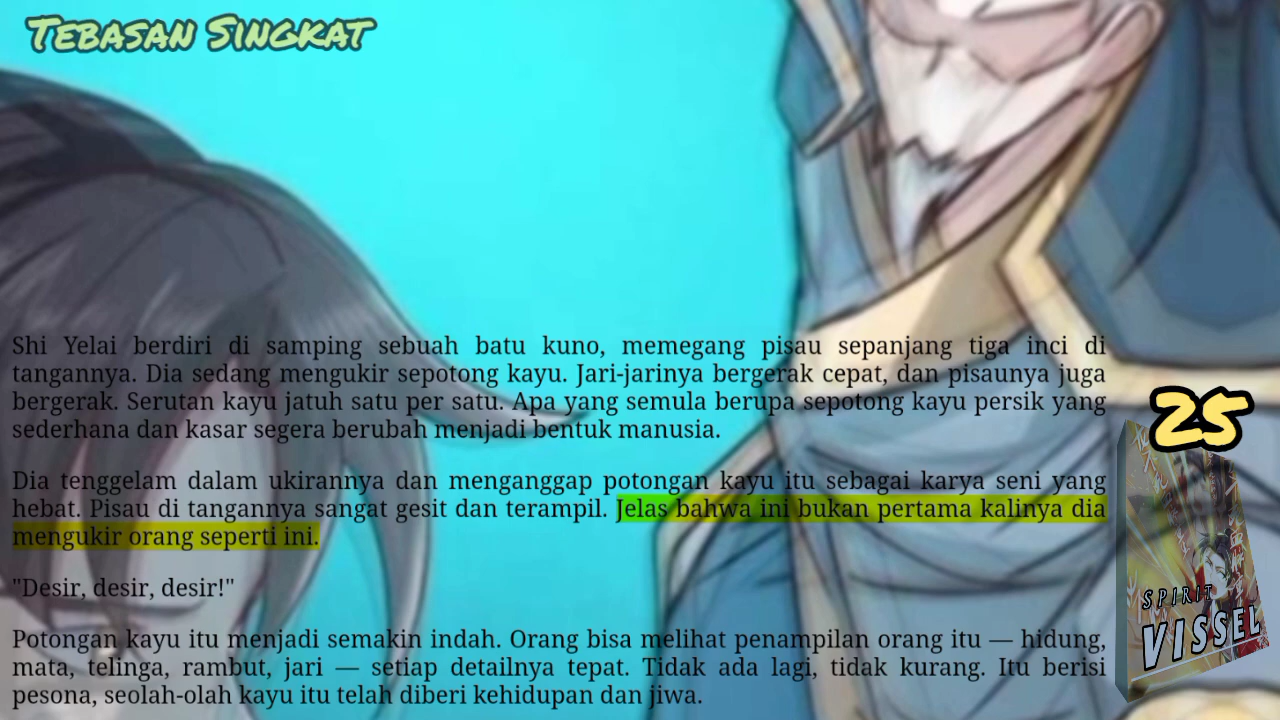 Tebasan Singkat
Shi Yelai berdiri di samping sebuah batu kuno, memegang pisau sepanjang tiga inci di
tangannya. Dia sedang mengukir sepotong kayu. Jari-jarinya bergerak cepat, dan pisaunya juga
bergerak. Serutan kayu jatuh satu per satu. Apa yang semula berupa sepotong kayu persik yang
sederhana dan kasar segera berubah menjadi bentuk manusia.
Dia tenggelam dalam ukirannya dan menganggap potongan kayu itu sebagai karya seni yang
hebat. Pisau di tangannya sangat gesit dan terampil. Jelas bahwa ini bukan pertama kalinya dia
mengukir orang seperti ini.
"Desir, desir, desir!"
Potongan kayu itu menjadi semakin indah. Orang bisa melihat penampilan orang itu — hidung,
mata, telinga, rambut, jari — setiap detailnya tepat. Tidak ada lagi, tidak kurang. Itu berisi
pesona, seolah-olah kayu itu telah diberi kehidupan dan jiwa.
25
SPIRIT
VISSEL